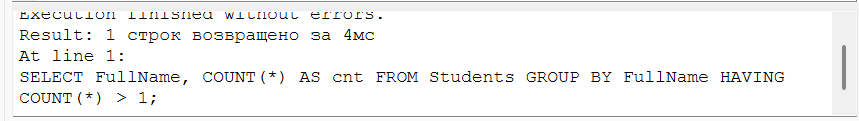 Execution finished without errors.
Result: 1 строк возвращено за 4мс
At line 1:
SELECT FullName, COUNT(*) AS cnt FROM Students GROUP BY FullName HAVING
COUNT(*) > 1;